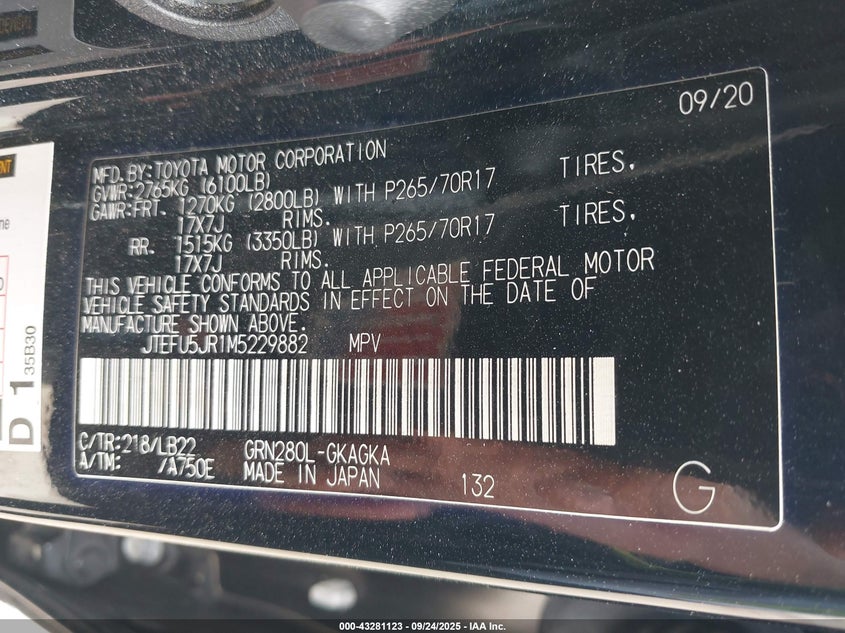 09/20
MFD.BY:TOYOTA MOTOR CORPORATION
GVWR:2765KG (6100LB)
GAWR:FRT. 1270KG (2800LB) WITH P265/70R17 TIRES,
17X7J RIMS.
RR. 1515KG (3350LB) WITH P265/70R17 TIRES,
17X7J RIMS.
THIS VEHICLE CONFORMS TO ALL APPLICABLE FEDERAL MOTOR
VEHICLE SAFETY STANDARDS IN EFFECT ON THE DATE OF
MANUFACTURE SHOWN ABOVE.
JTEFU5JR1M5229882 MPV
C/TR:218/LB22 GRN280L-GKAGKA
A/TM: /A750E MADE IN JAPAN 132 G
D 1 35B30
000-43281123 - 09/24/2025 - IAA Inc.